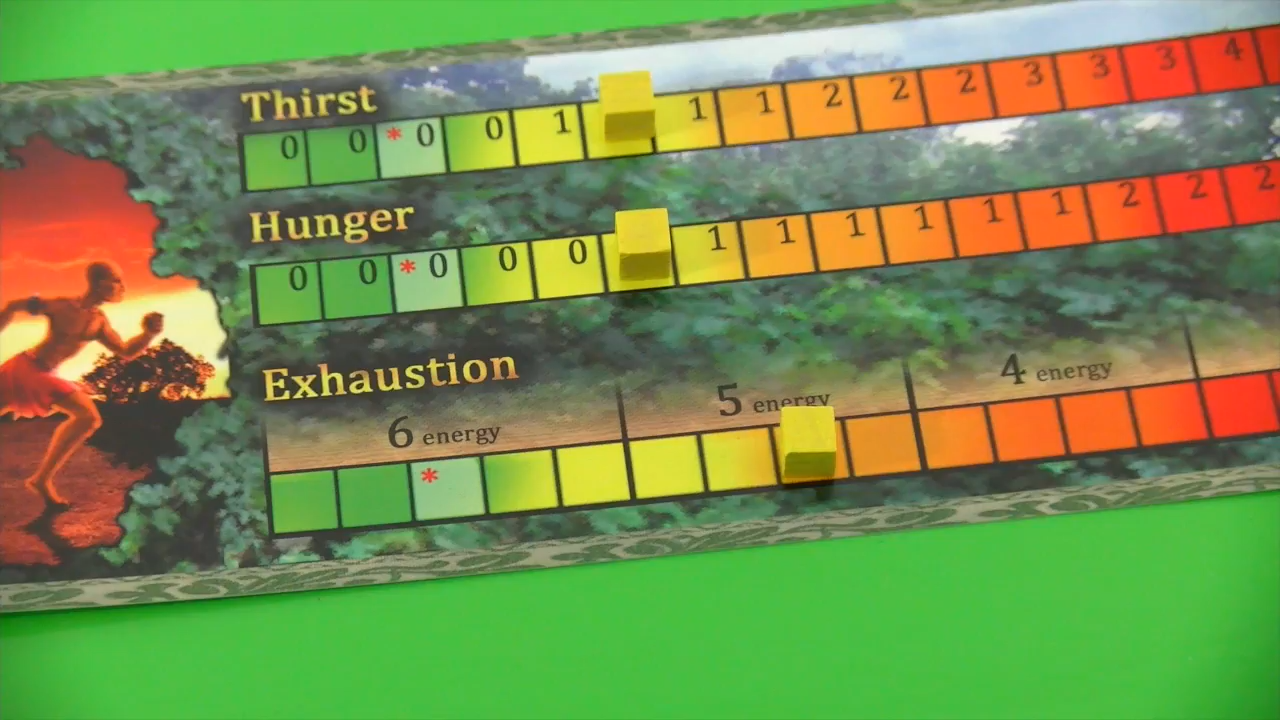 Thirst
0 0 * 0 0 1 1 1 2 2 2 3 3 3 4
Hunger
0 0 * 0 0 0 1 1 1 1 1 1 2 2 2
Exhaustion
6 energy 5 energy 4 energy
*